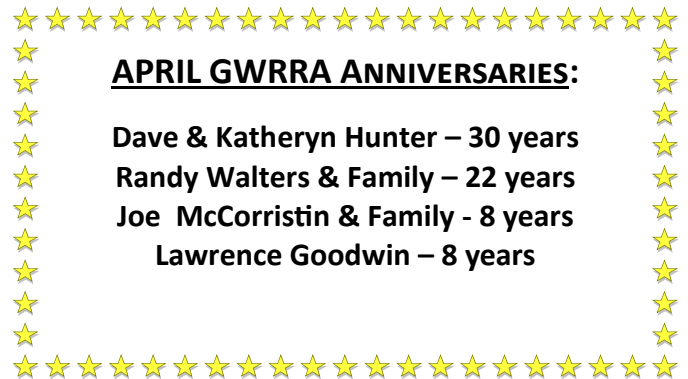 APRIL GWRRA ANNIVERSARIES:
Dave & Katheryn Hunter – 30 years
Randy Walters & Family – 22 years
Joe  McCorristin & Family - 8 years
Lawrence Goodwin – 8 years